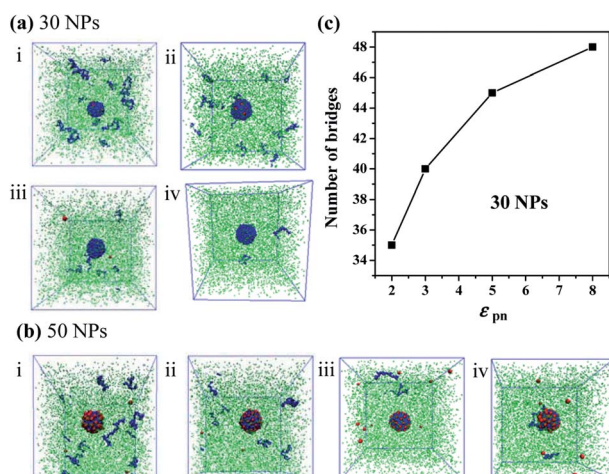 (a) 30 NPs
i
ii
iii
iv
(c)
Number of bridges
48
46
44
42
40
38
36
34
2
3
4
5
6
7
8
30 NPs
εpn
(b) 50 NPs
i
ii
iii
iv